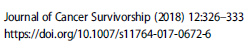 Journal of Cancer Survivorship (2018) 12:326–333
https://doi.org/10.1007/s11764-017-0672-6